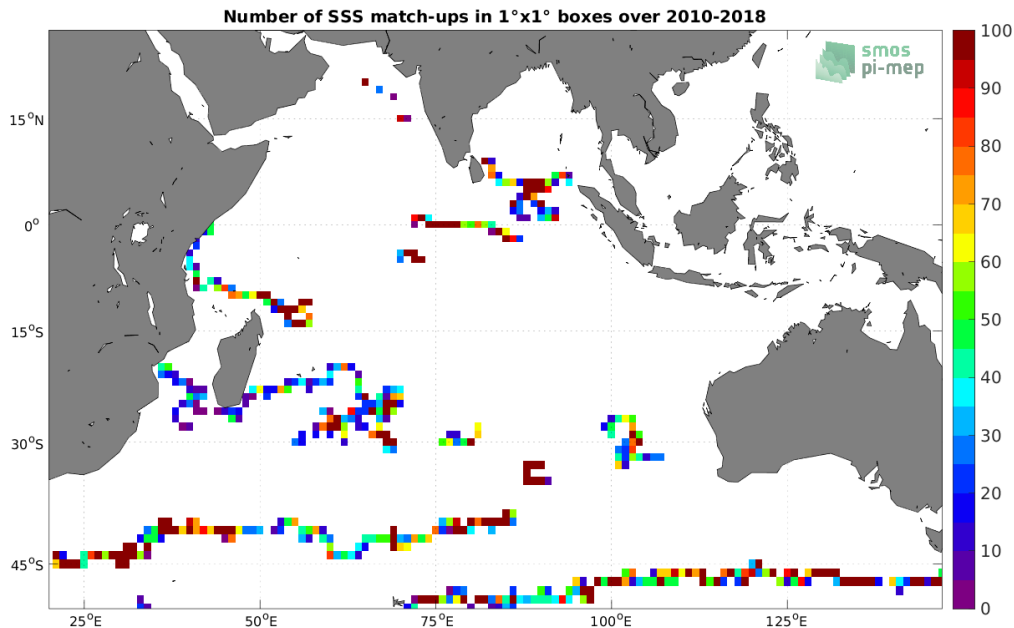 Number of SSS match-ups in 1°x1° boxes over 2010-2018
smos
pi-mep
15°N
0°
15°S
30°S
45°S
25°E
50°E
75°E
100°E
125°E
100
90
80
70
60
50
40
30
20
10
0